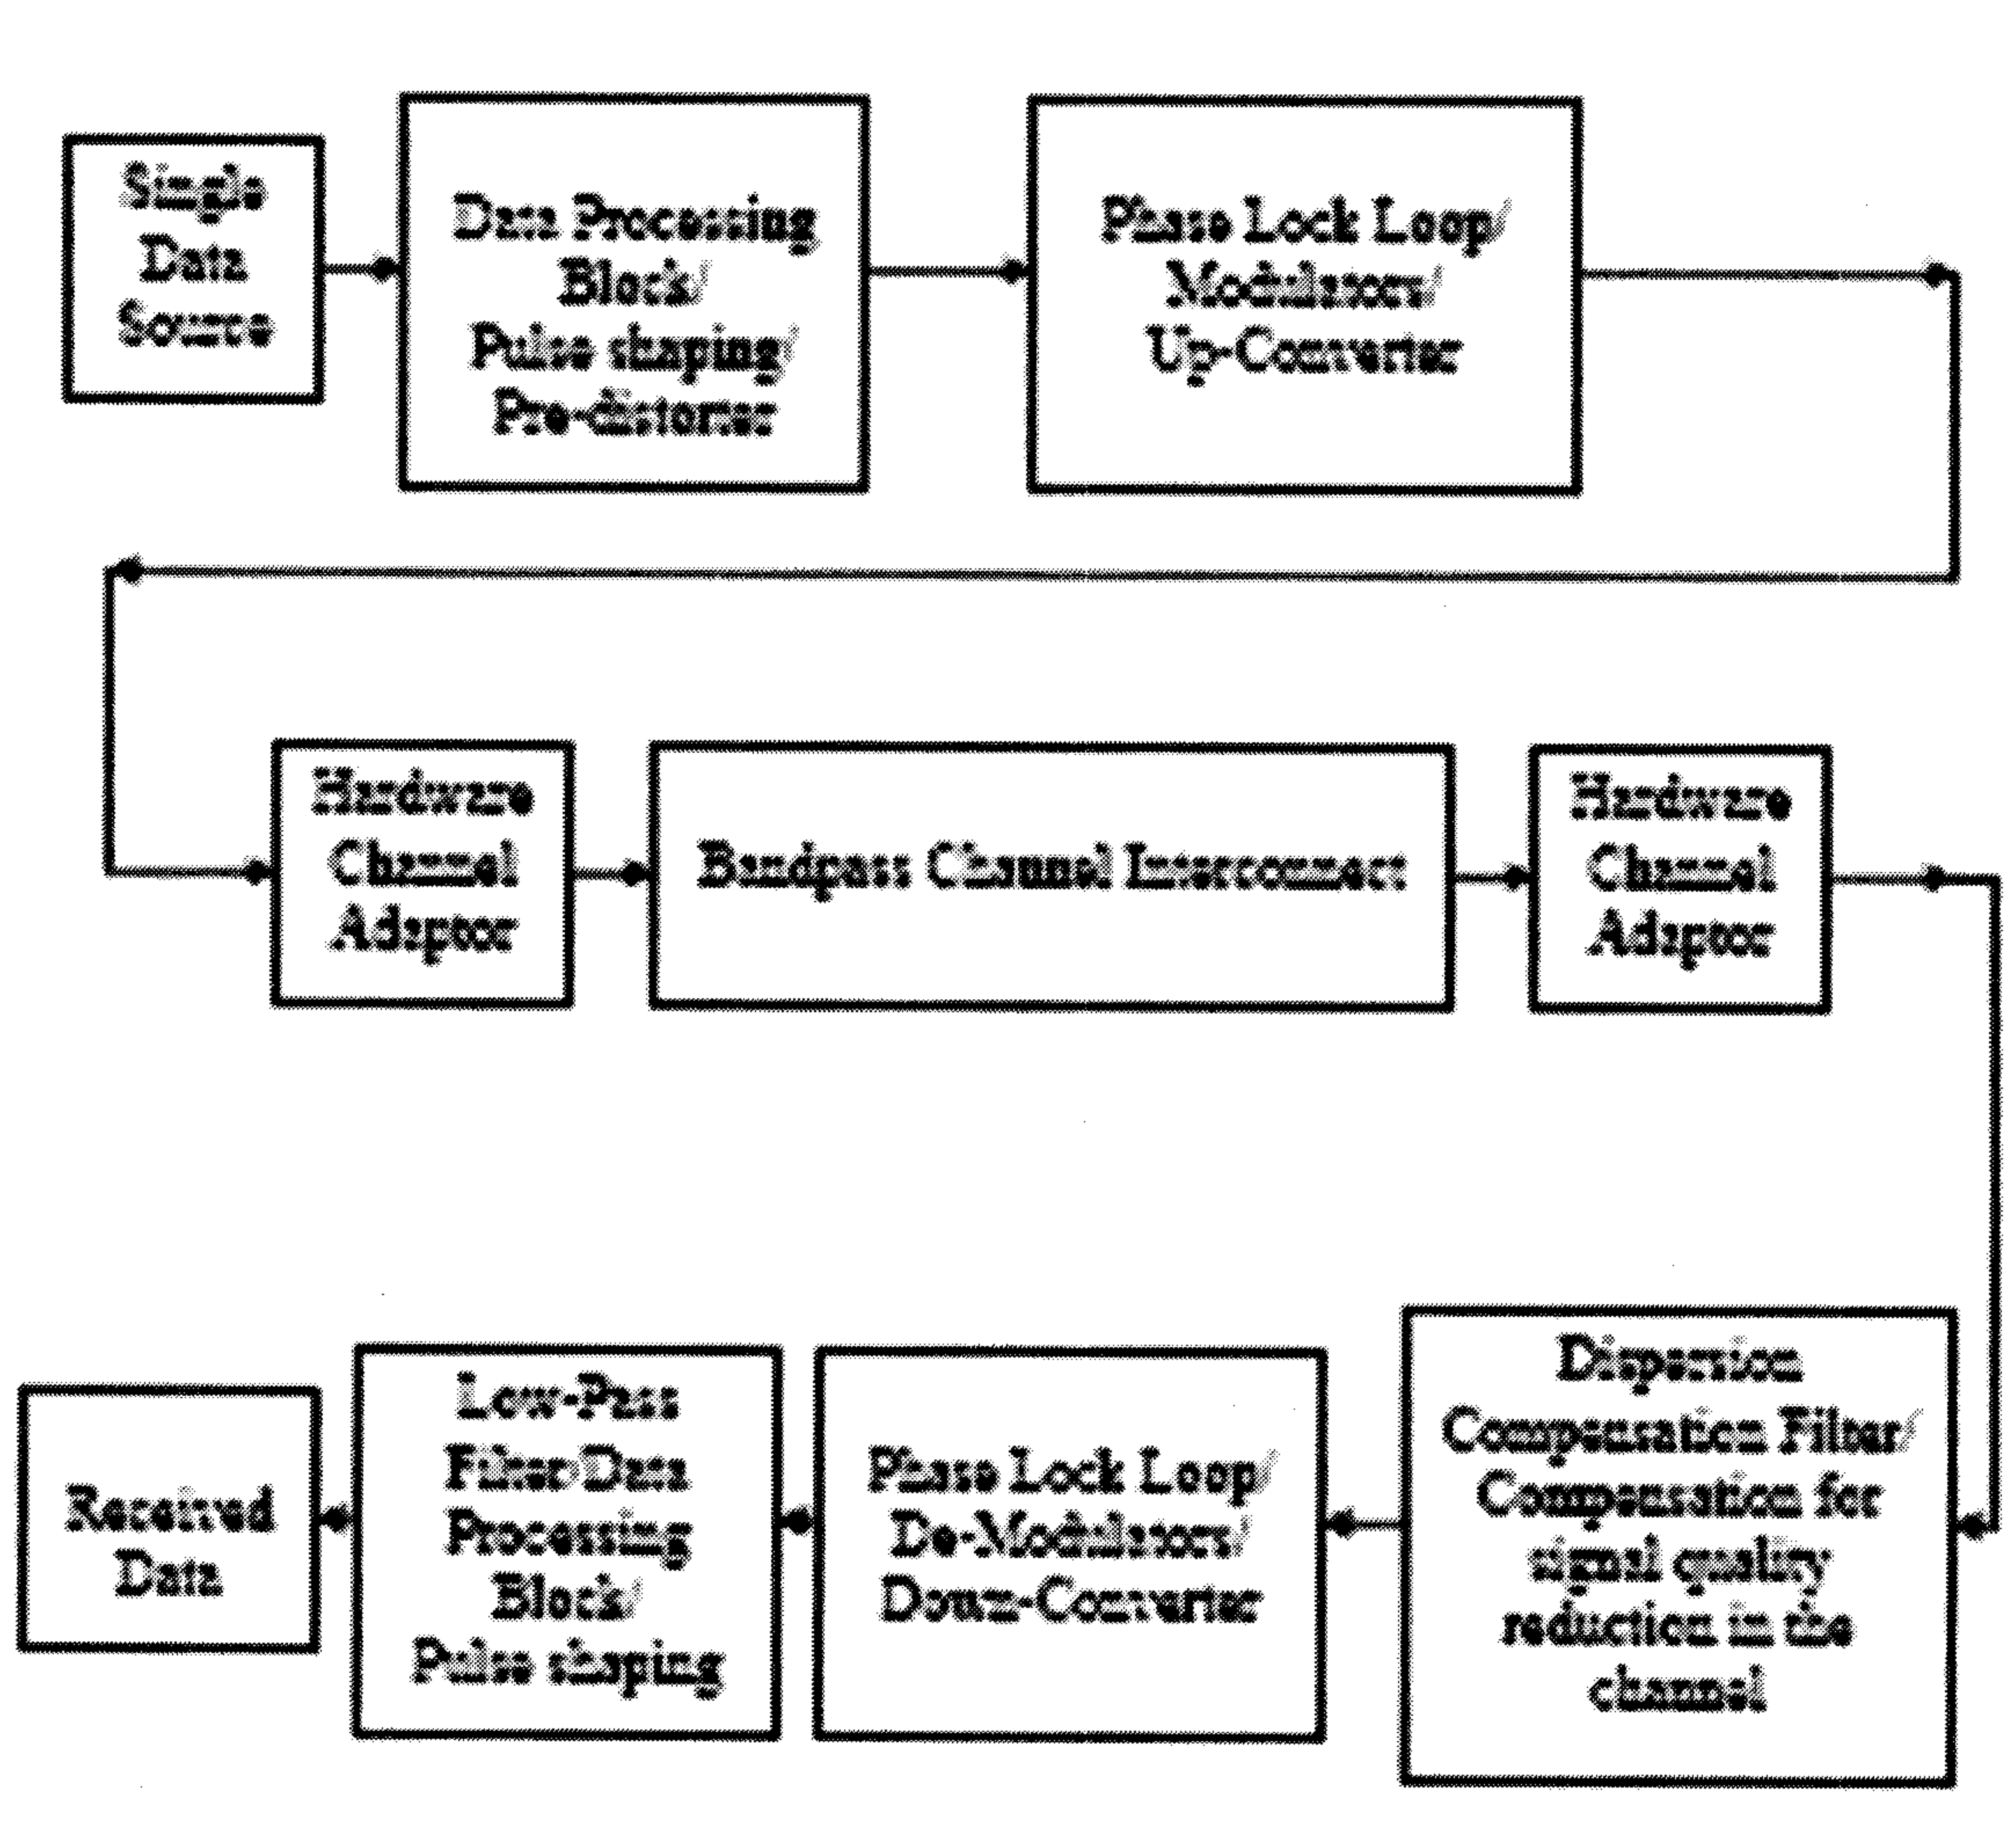 Single
Data
Source
Data Processing
Block/
Pulse shaping/
Pre-distorter
Phase Lock Loop/
Modulators/
Up-Converter
Hardware
Channel
Adaptor
Bandpass Channel Interconnect
Hardware
Channel
Adaptor
Dispersion
Compensation Filter/
Compensation for
signal quality
reduction in the
channel
Phase Lock Loop/
De-Modulators/
Down-Converter
Low-Pass
Filter/Data
Processing
Block/
Pulse shaping
Received
Data